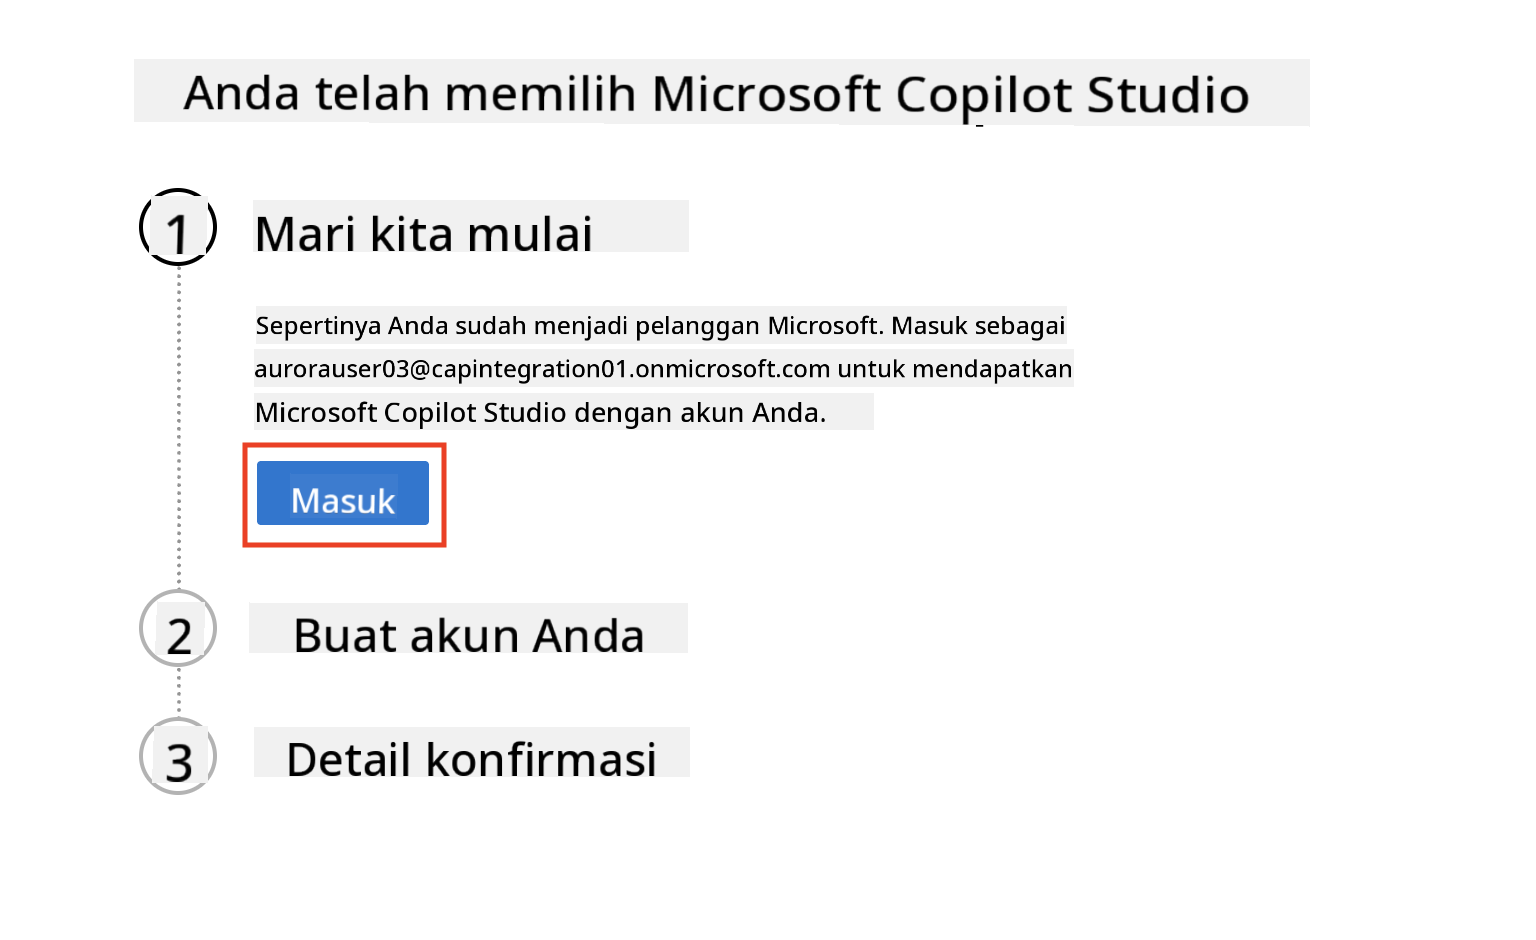 Anda telah memilih Microsoft Copilot Studio
1
Mari kita mulai
Sepertinya Anda sudah menjadi pelanggan Microsoft. Masuk sebagai
aurorauser03@capintegration01.onmicrosoft.com untuk mendapatkan
Microsoft Copilot Studio dengan akun Anda.
Masuk
2
Buat akun Anda
3
Detail konfirmasi